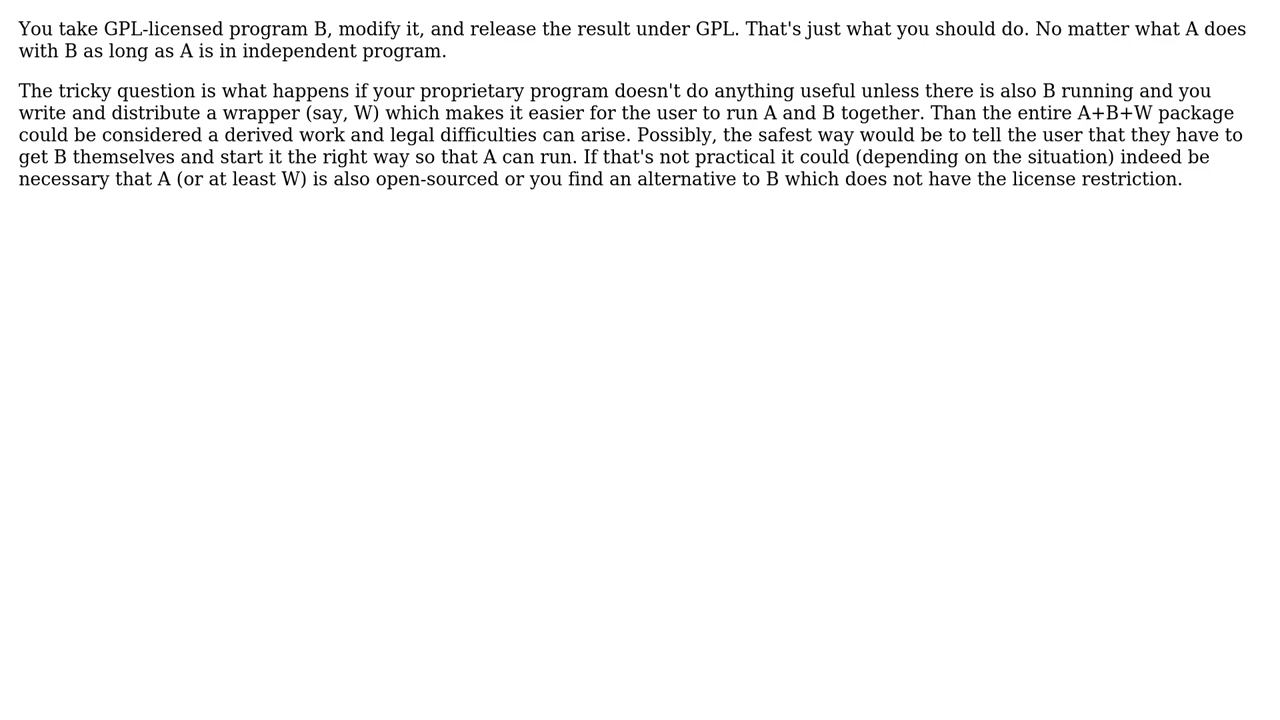 You take GPL-licensed program B, modify it, and release the result under GPL. That's just what you should do. No matter what A does
with B as long as A is in independent program.
The tricky question is what happens if your proprietary program doesn't do anything useful unless there is also B running and you
write and distribute a wrapper (say, W) which makes it easier for the user to run A and B together. Than the entire A+B+W package
could be considered a derived work and legal difficulties can arise. Possibly, the safest way would be to tell the user that they have to
get B themselves and start it the right way so that A can run. If that's not practical it could (depending on the situation) indeed be
necessary that A (or at least W) is also open-sourced or you find an alternative to B which does not have the license restriction.